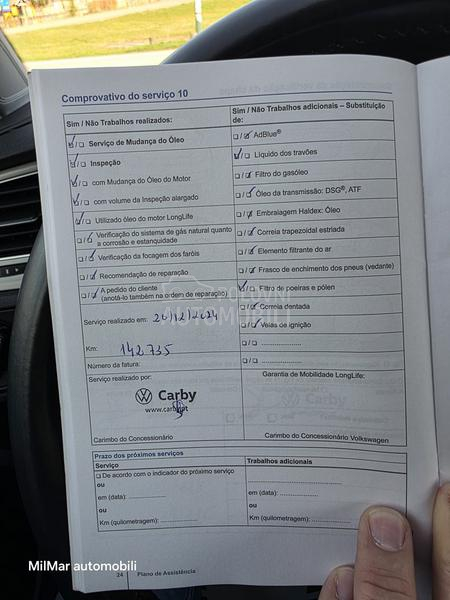 Comprovativo do serviço 10
Sim / Não Trabalhos realizados:
Serviço de Mudança do Óleo
Inspeção
com Mudança do Óleo do Motor
com volume da Inspeção alargado
Utilizado óleo do motor LongLife
Verificação do sistema de gás natural quanto
a corrosão e estanquidade
Verificação da focagem dos faróis
Recomendação de reparação
A pedido do cliente
(anotá-lo também na ordem de reparação)
Serviço realizado em: 20/12/2024
Km: 142.735
Número da fatura:
Serviço realizado por:
Carby
www.carby.pt
Carimbo do Concessionário
Sim / Não Trabalhos adicionais – Substituição
de:
AdBlue®
Líquido dos travões
Filtro do gasóleo
Óleo da transmissão: DSG®, ATF
Embraiagem Haldex: Óleo
Correia trapezoidal estriada
Elemento filtrante do ar
Frasco de enchimento dos pneus (vedante)
Filtro de poeiras e pólen
Correia dentada
Velas de ignição
....................
....................
Garantia de Mobilidade LongLife:
Carimbo do Concessionário Volkswagen
Prazo dos próximos serviços
Serviço
De acordo com o indicador do próximo serviço
ou
em (data): ....................
ou
Km (quilometragem): ....................
Trabalhos adicionais
....................
em (data): ....................
ou
Km (quilometragem): ....................
24 Plano de Assistência
MilMar automobili